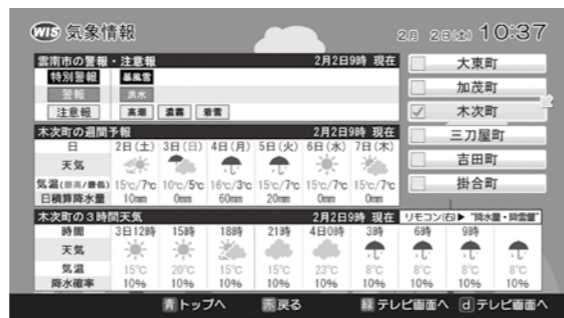 WIS 気象情報
2月 2日(土) 10:37
雲南市の警報・注意報 2月2日9時 現在
特別警報 暴風雪
警報 洪水
注意報 高潮 濃霧 着雪
大東町
加茂町
木次町
三刀屋町
吉田町
掛合町
木次町の週間予報 2月2日9時 現在
日 2日(土) 3日(日) 4日(月) 5日(火) 6日(水) 7日(木)
天気
気温(最高/最低) 15℃/7℃ 10℃/5℃ 16℃/3℃ 15℃/7℃ 15℃/7℃ 15℃/7℃
日積算降水量 10mm 0mm 60mm 20mm 0mm 0mm
木次町の3時間天気 2月2日9時 現在 リモコン(右)▶ "降水量・降雪量"
時間 3日12時 15時 18時 21時 4日0時 3時 6時 9時
天気
気温 15℃ 20℃ 15℃ 15℃ 23℃ 8℃ 8℃ 8℃ 8℃
降水確率 10% 10% 10% 10% 10% 10% 10% 10% 10%
青 トップへ 赤 戻る 緑 テレビ画面へ d テレビ画面へ